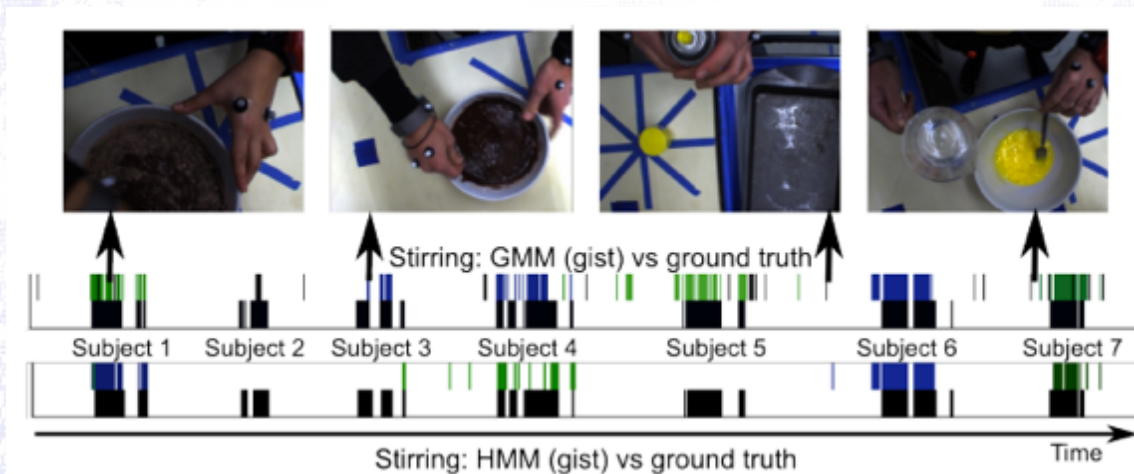 Stirring: GMM (gist) vs ground truth
Subject 1 Subject 2 Subject 3 Subject 4 Subject 5 Subject 6 Subject 7
Time
Stirring: HMM (gist) vs ground truth